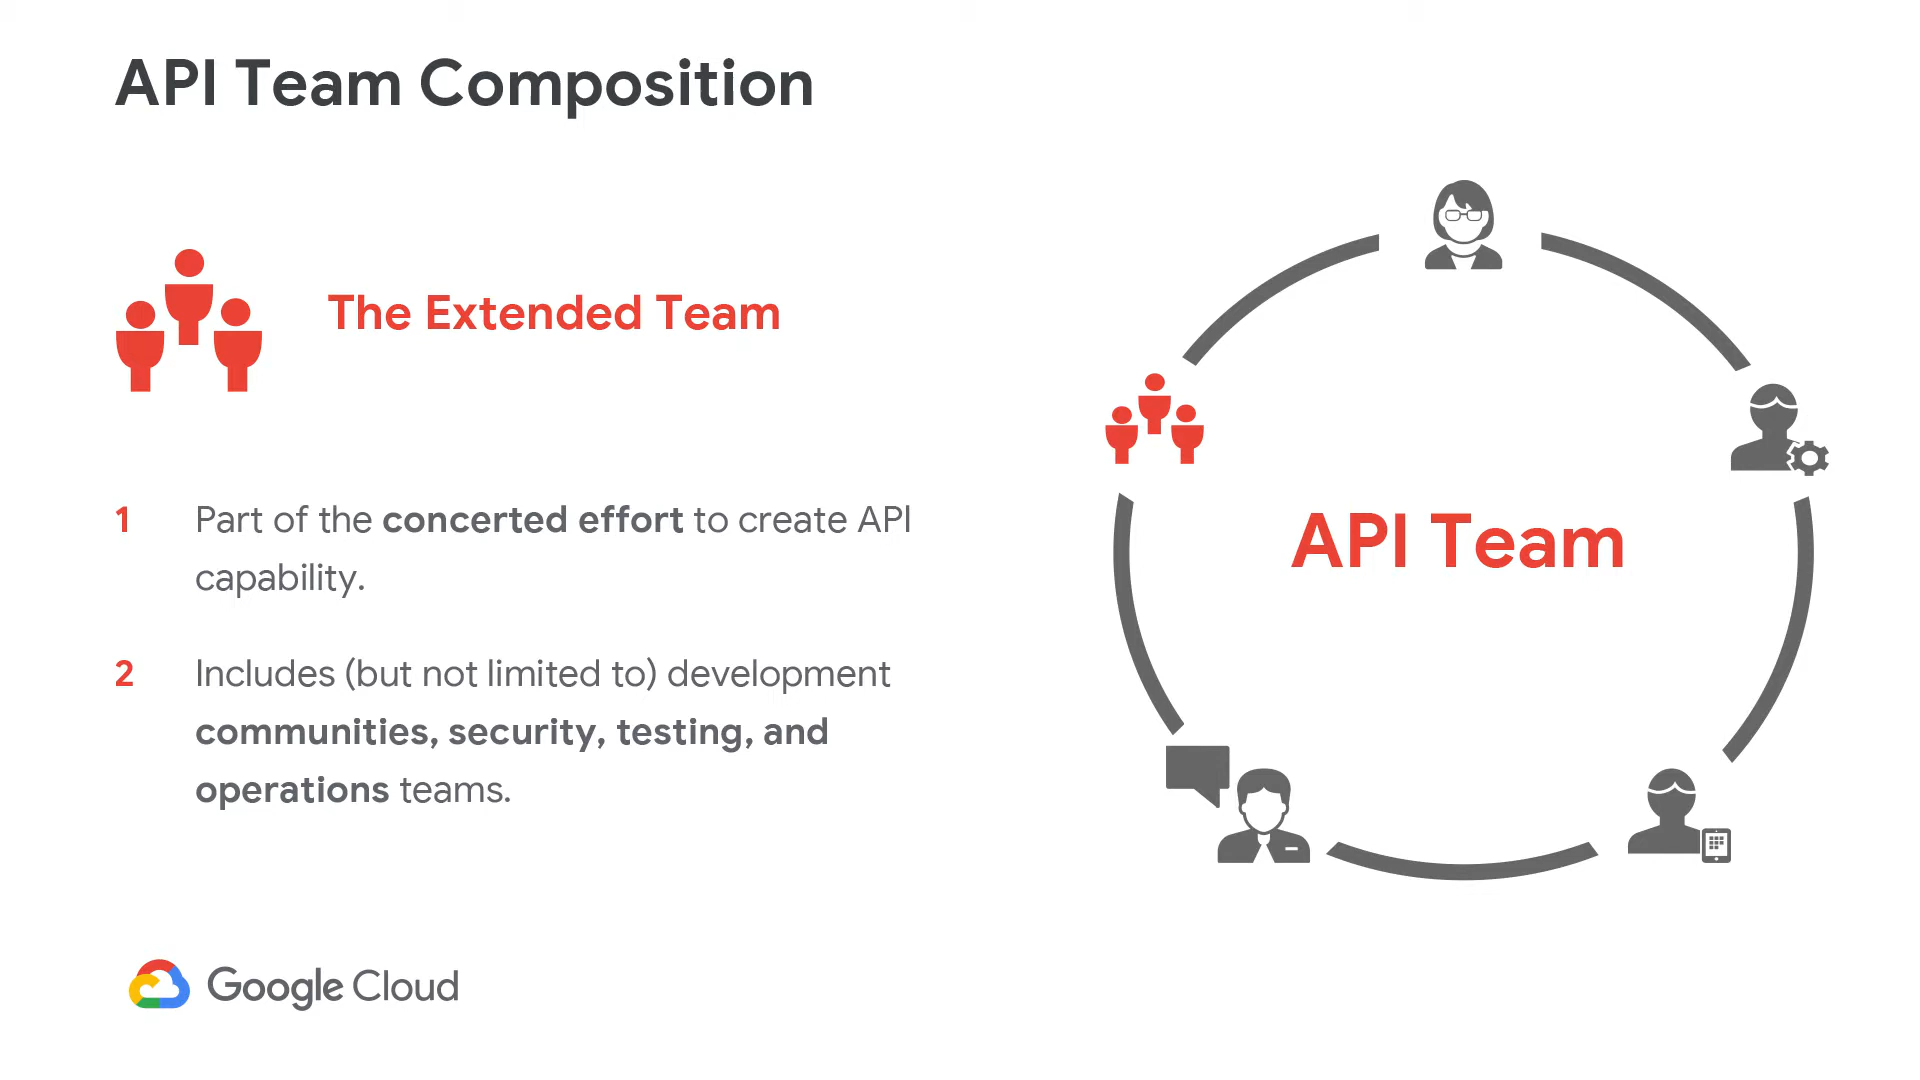 API Team Composition
The Extended Team
1 Part of the concerted effort to create API
capability.
2 Includes (but not limited to) development
communities, security, testing, and
operations teams.
API Team
Google Cloud